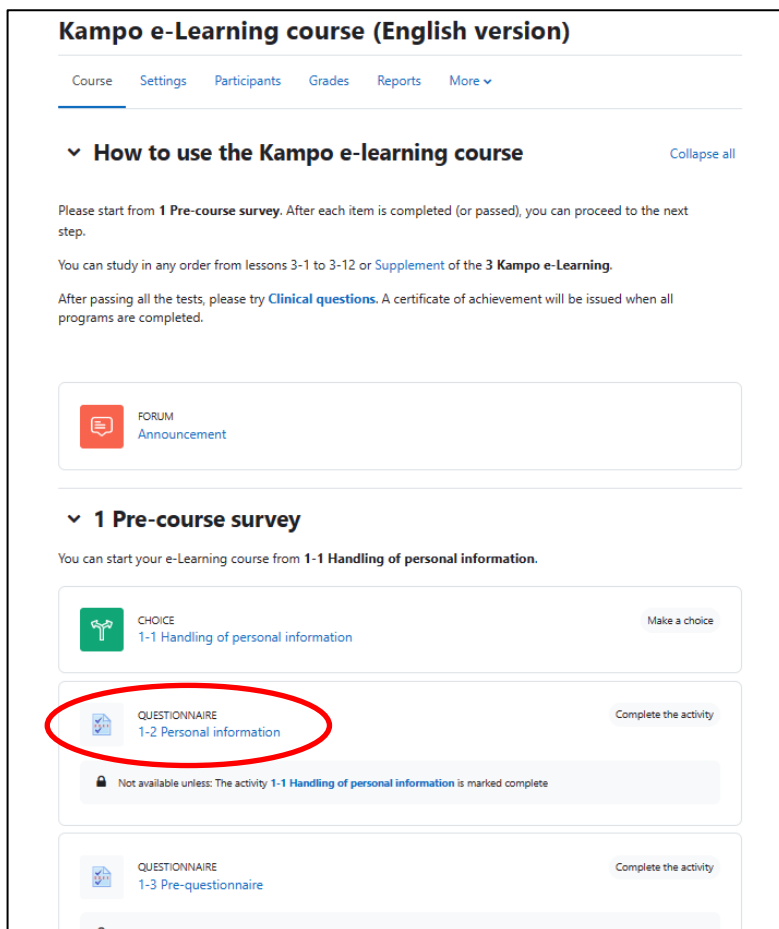 Kampo e-Learning course (English version)
Course Settings Participants Grades Reports More
How to use the Kampo e-learning course Collapse all
Please start from 1 Pre-course survey. After each item is completed (or passed), you can proceed to the next
step.
You can study in any order from lessons 3-1 to 3-12 or Supplement of the 3 Kampo e-Learning.
After passing all the tests, please try Clinical questions. A certificate of achievement will be issued when all
programs are completed.
FORUM
Announcement
1 Pre-course survey
You can start your e-Learning course from 1-1 Handling of personal information.
CHOICE
1-1 Handling of personal information
Make a choice
QUESTIONNAIRE
1-2 Personal information
Complete the activity
Not available unless: The activity 1-1 Handling of personal information is marked complete
QUESTIONNAIRE
1-3 Pre-questionnaire
Complete the activity